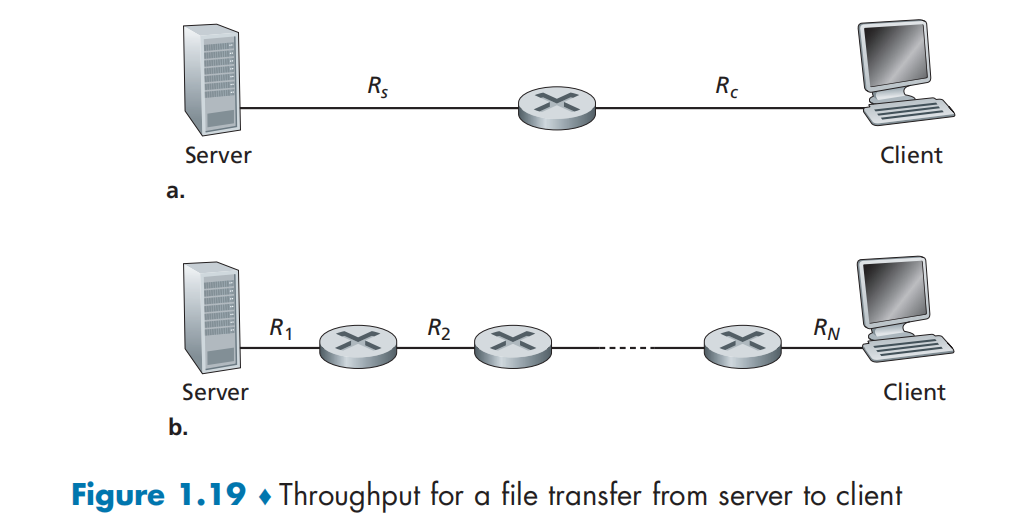 R_s R_c
Server Client
a.
R_1 R_2 R_N
Server Client
b.
Figure 1.19 ♦ Throughput for a file transfer from server to client